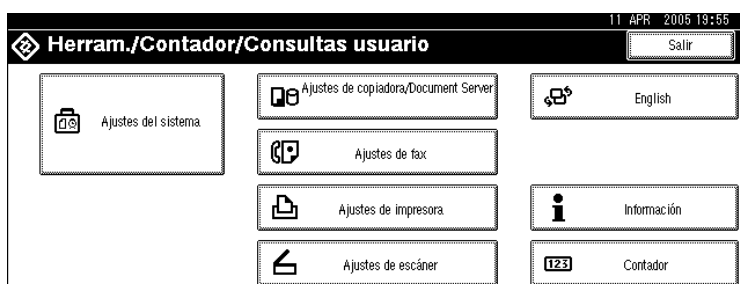 11 APR 2005 19:55
Herram./Contador/Consultas usuario
Salir
Ajustes del sistema
Ajustes de copiadora/Document Server
English
Ajustes de fax
Ajustes de impresora
Información
Ajustes de escáner
123
Contador